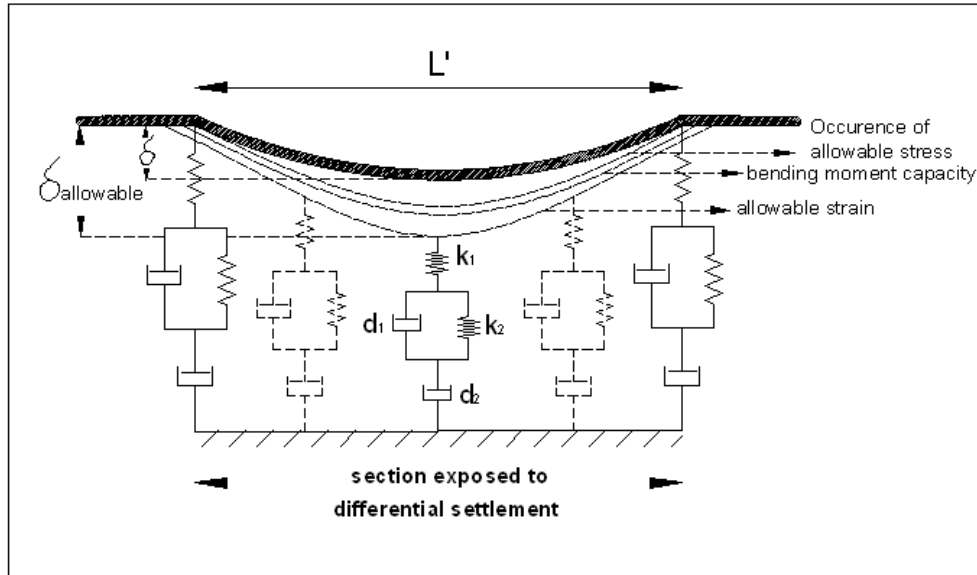 L'
δ
δallowable
Occurence of
allowable stress
bending moment capacity
allowable strain
k₁
d₁
k₂
d₂
section exposed to
differential settlement